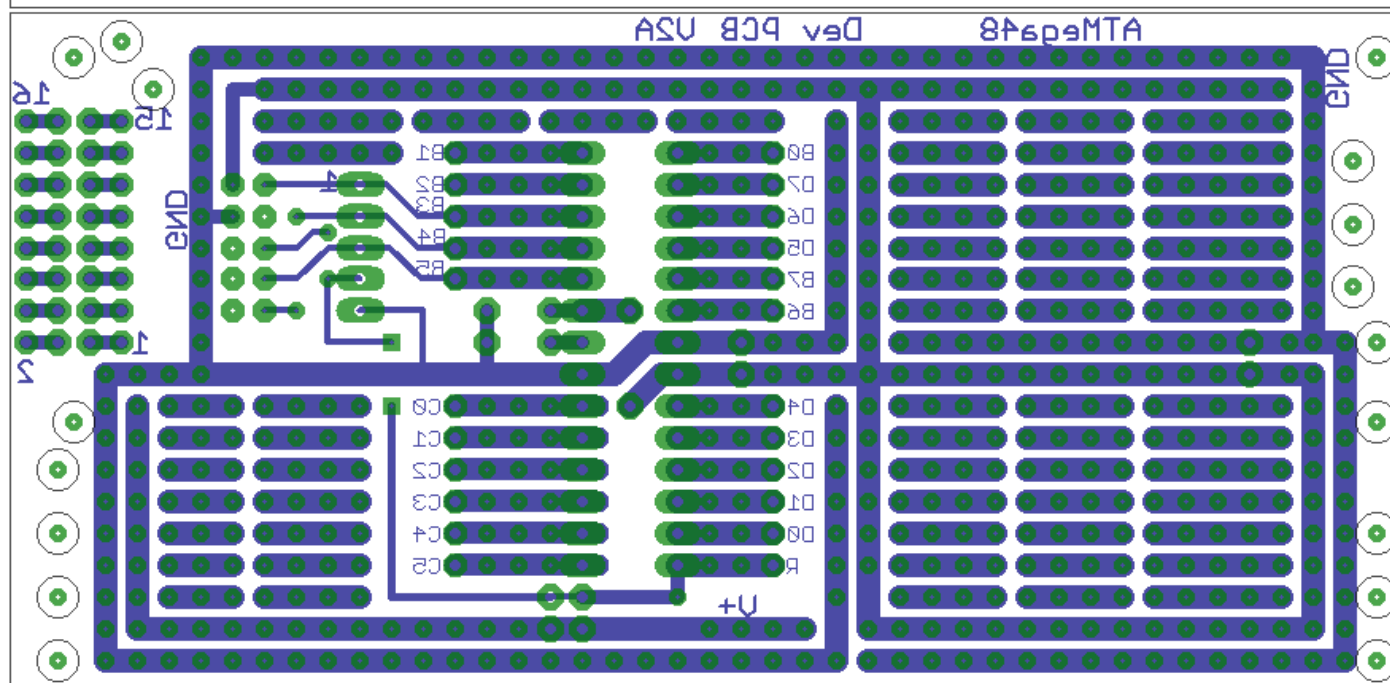 ATMega48 Dev PCB V2A
GND
16
15
B1
B0
1
B2
D7
GND
B3
D6
B4
D5
B5
B7
B6
1
2
C0
D4
C1
D3
C2
D2
C3
D1
C4
D0
C5
R
V+